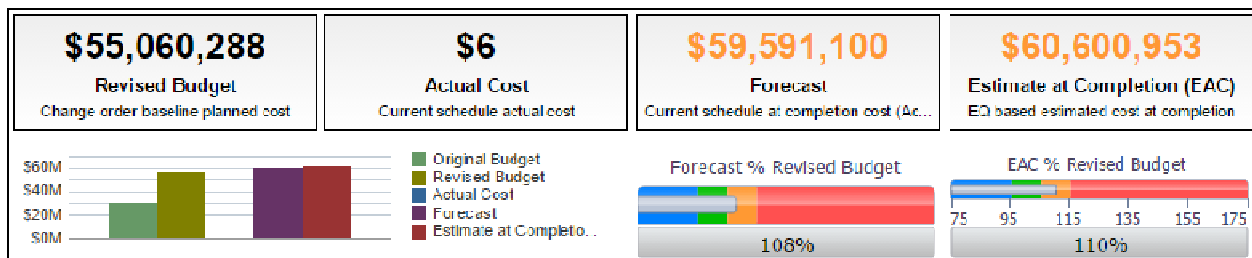 $55,060,288
Revised Budget
Change order baseline planned cost
$6
Actual Cost
Current schedule actual cost
$59,591,100
Forecast
Current schedule at completion cost (Ac...
$60,600,953
Estimate at Completion (EAC)
EQ based estimated cost at completion
$60M
$40M
$20M
$0M
Original Budget
Revised Budget
Actual Cost
Forecast
Estimate at Completio...
Forecast % Revised Budget
108%
EAC % Revised Budget
75 95 115 135 155 175
110%